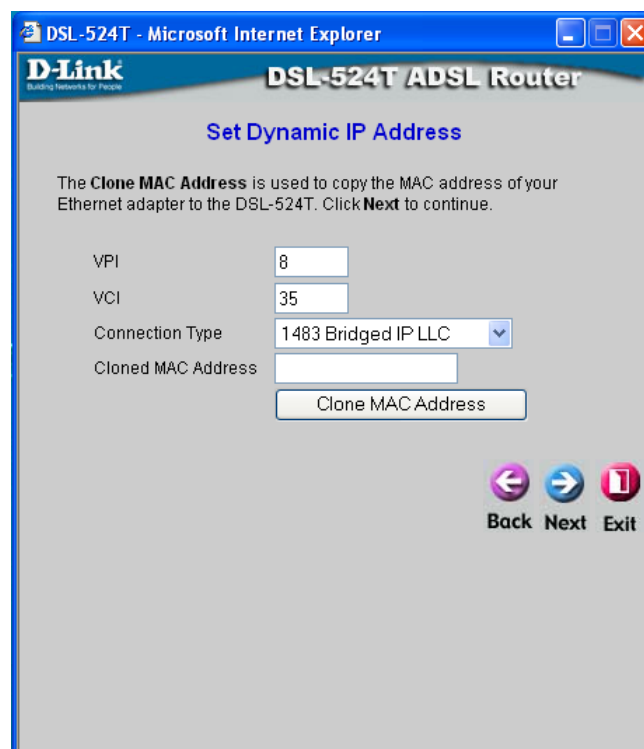 DSL-524T - Microsoft Internet Explorer
D-Link
Building Networks for People
DSL-524T ADSL Router
Set Dynamic IP Address
The Clone MAC Address is used to copy the MAC address of your
Ethernet adapter to the DSL-524T. Click Next to continue.
VPI 8
VCI 35
Connection Type 1483 Bridged IP LLC
Cloned MAC Address
Clone MAC Address
Back Next Exit